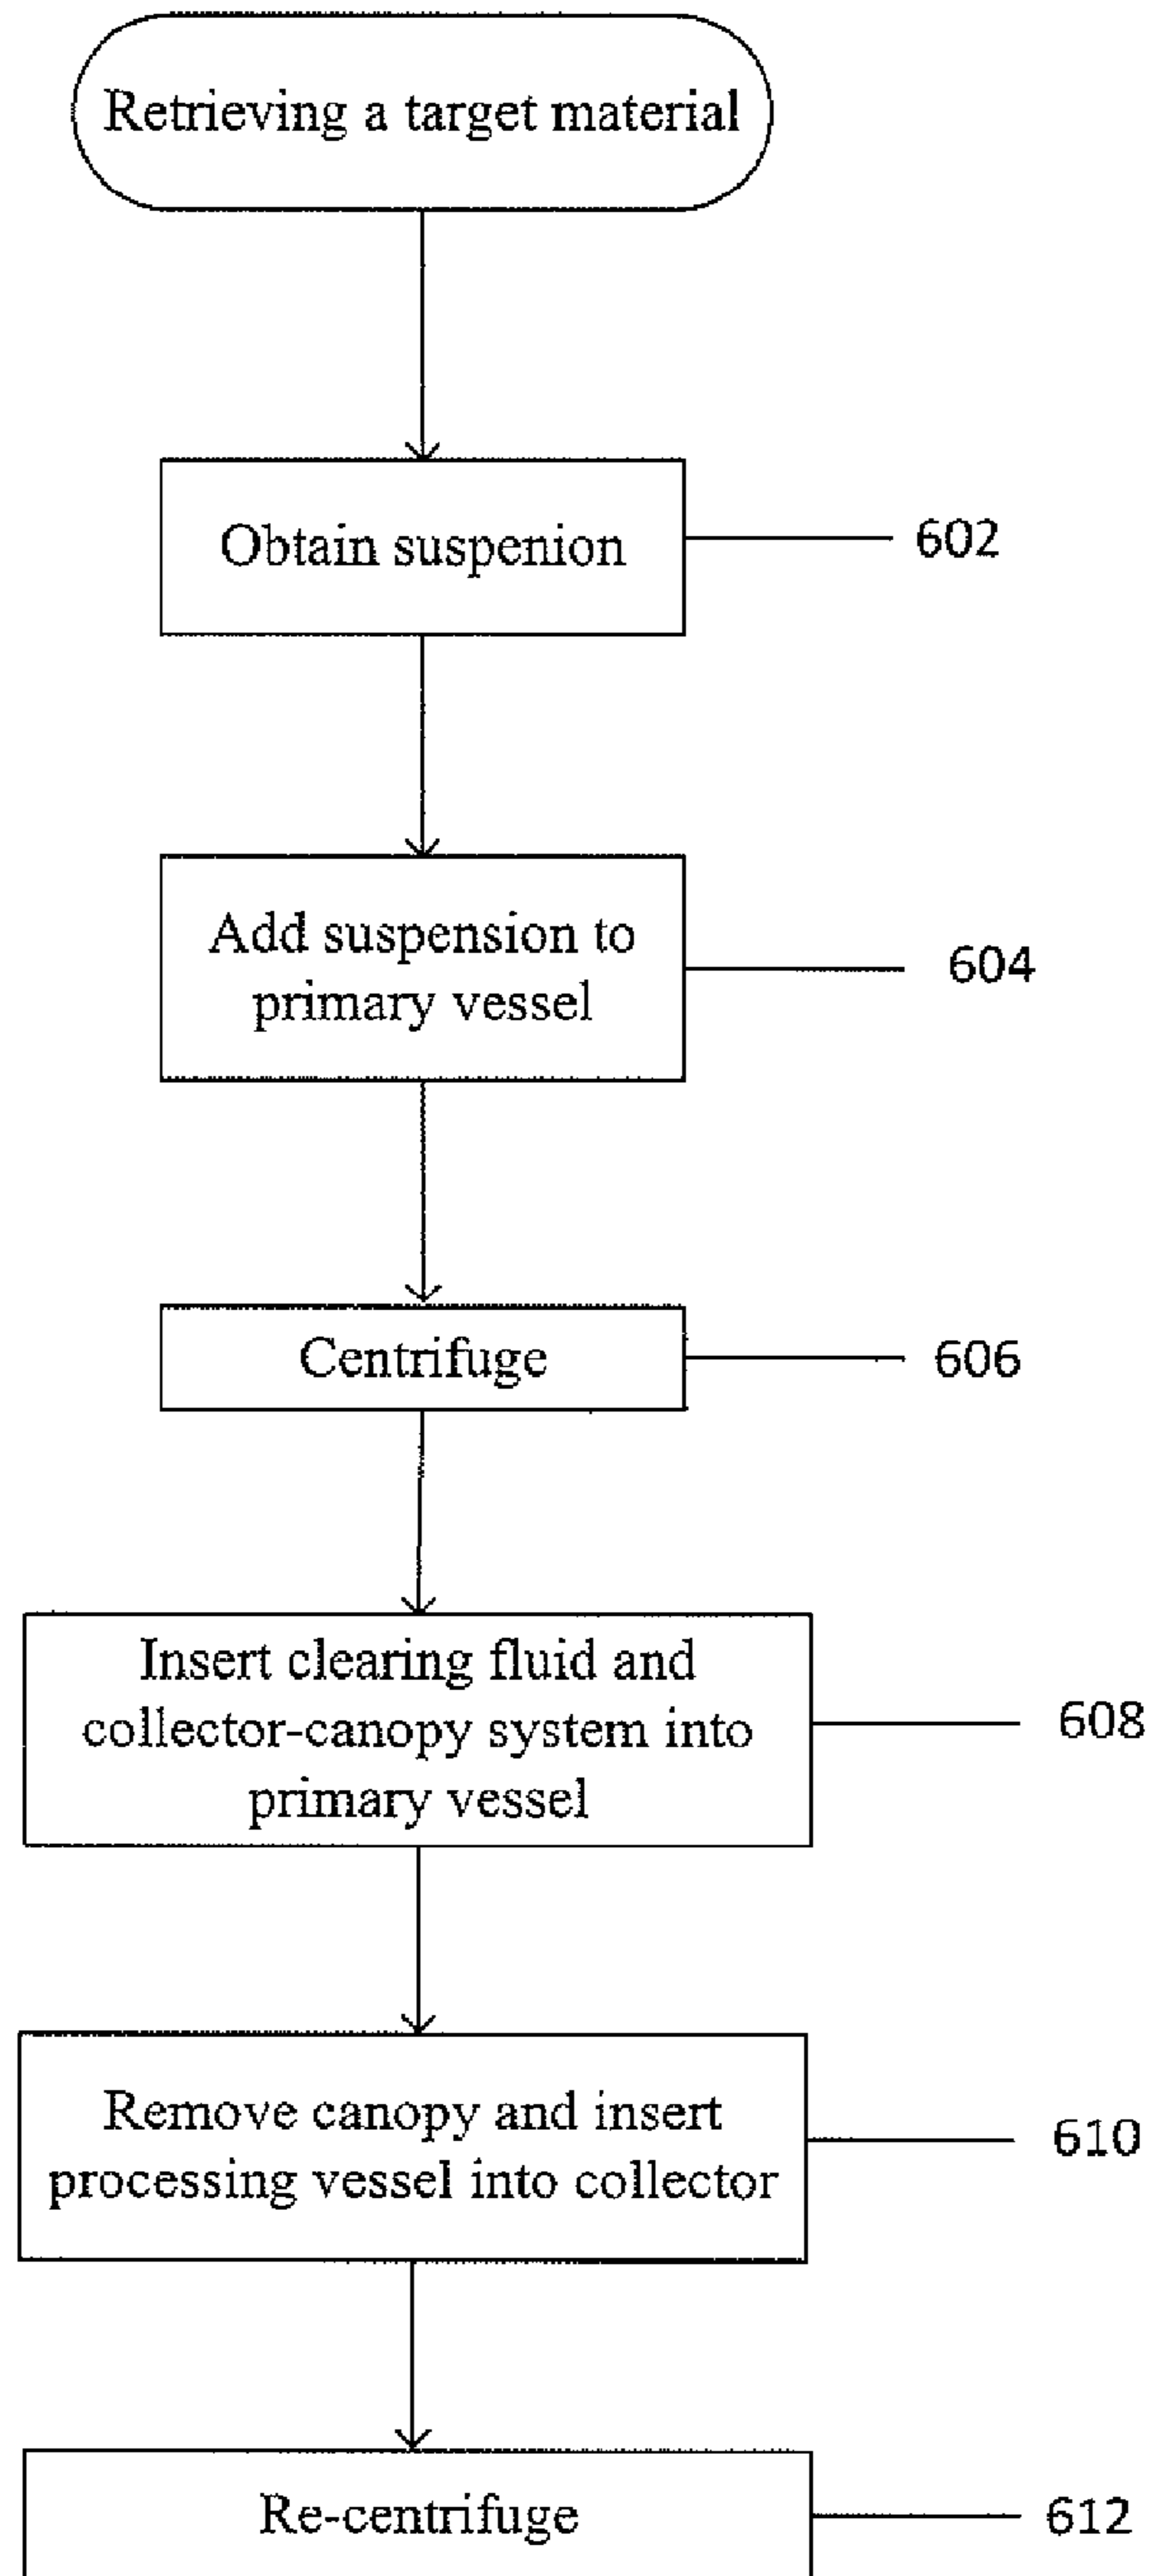 Retrieving a target material
Obtain suspenion
602
Add suspension to
primary vessel
604
Centrifuge
606
Insert clearing fluid and
collector-canopy system into
primary vessel
608
Remove canopy and insert
processing vessel into collector
610
Re-centrifuge
612